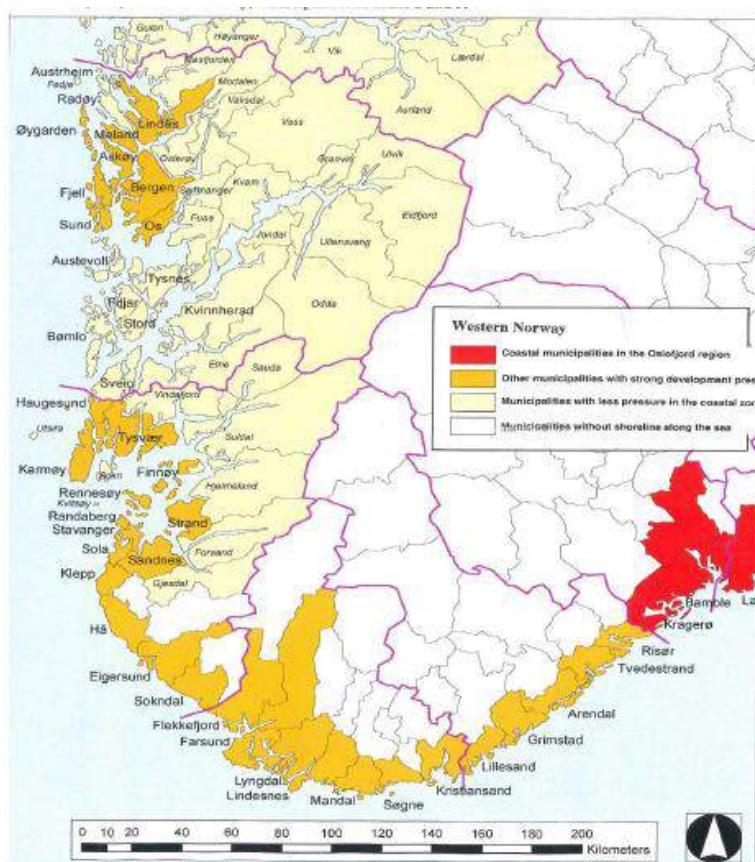 Gulen
Høyanger
Vik
Lærdal
Austrheim
Masfjorden
Fedje
Modalen
Radøy
Aurland
Vaksdal
Lindås
Øygarden
Meland
Voss
Askøy
Osterøy
Granvin
Ulvik
Bergen
Kvam
Fjell
Samnanger
Eidfjord
Sund
Os
Fusa
Jondal
Ullensvang
Austevoll
Tysnes
Fitjar
Odda
Kvinnherad
Stord
Western Norway
Bømlo
Coastal municipalities in the Oslofjord region
Etne
Sauda
Other municipalities with strong development pres
Sveio
Vindafjord
Municipalities with less pressure in the coastal zon
Haugesund
Utsira
Tysvær
Suldal
Municipalities without shoreline along the sea
Karmøy
Finnøy
Rennesøy
Hjelmeland
Kvitsøy
Randaberg
Strand
Stavanger
Sola
Sandnes
Forsand
Klepp
Gjesdal
Bamble
La
Kragerø
Hå
Risør
Tvedestrand
Eigersund
Sokndal
Arendal
Flekkefjord
Grimstad
Farsund
Lillesand
Lyngdal
Kristiansand
Lindesnes
Mandal
Søgne
0 10 20 40 60 80 100 120 140 160 180 200
Kilometers